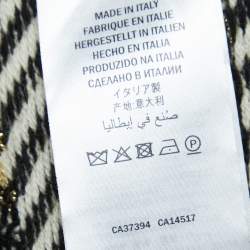 MADE IN ITALY
FABRIQUE EN ITALIE
HERGESTELLT IN ITALIEN
HECHO EN ITALIA
PRODUZIDO NA ITALIA
СДЕЛАНО В ИТАЛИИ
イタリア製
产地:意大利
صنع في إيطاليا
P
CA37394 CA14517